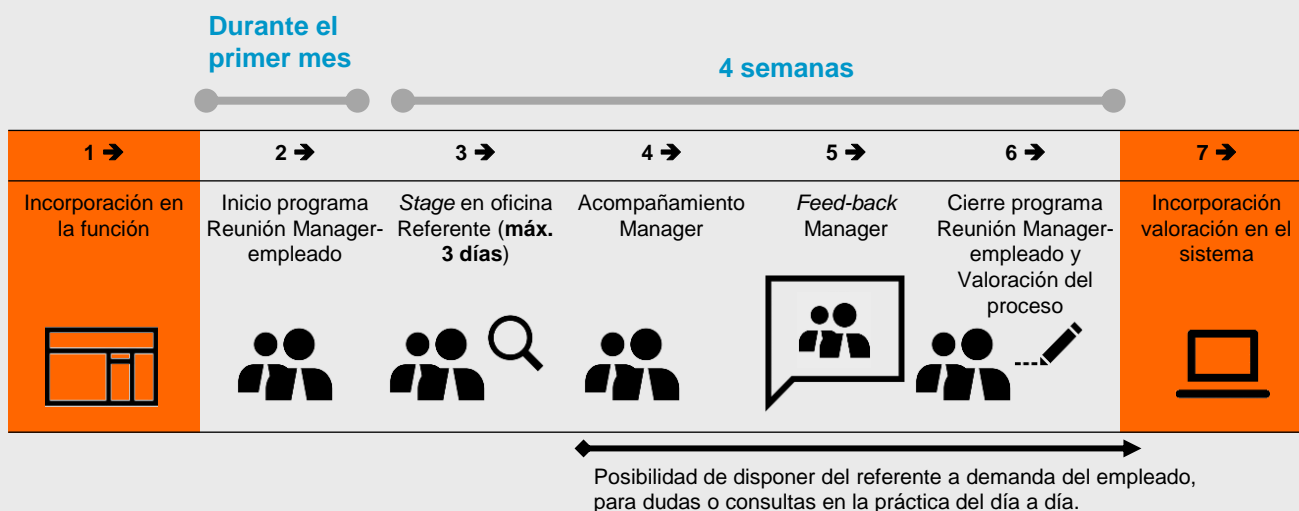 Durante el
primer mes
4 semanas
1 🡺
2 🡺
3 🡺
4 🡺
5 🡺
6 🡺
7 🡺
Incorporación en
la función
Inicio programa
Reunión Manager-
empleado
Stage en oficina
Referente (máx.
3 días)
Acompañamiento
Manager
Feed-back
Manager
Cierre programa
Reunión Manager-
empleado y
Valoración del
proceso
Incorporación
valoración en el
sistema
Posibilidad de disponer del referente a demanda del empleado,
para dudas o consultas en la práctica del día a día.